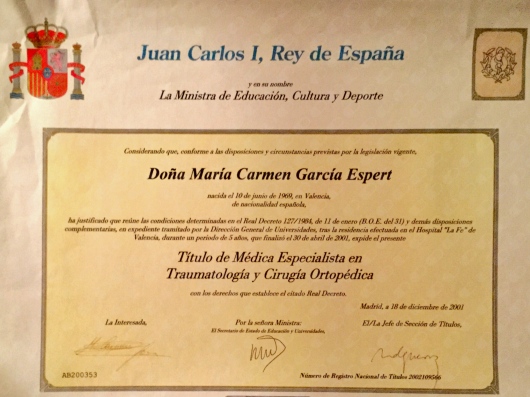 Juan Carlos I, Rey de España
y en su nombre
La Ministra de Educación, Cultura y Deporte
Considerando que, conforme a las disposiciones y circunstancias previstas por la legislación vigente,
Doña María Carmen García Espert
nacida el 10 de junio de 1969, en Valencia,
de nacionalidad española,
ha justificado que reúne las condiciones determinadas en el Real Decreto 127/1984, de 11 de enero (B.O.E. del 31) y demás disposiciones
complementarias, en expediente tramitado por la Dirección General de Universidades, tras la residencia efectuada en el Hospital "La Fe" de
Valencia, durante un periodo de 5 años, que finalizó el 30 de abril de 2001, expide el presente
Título de Médica Especialista en
Traumatología y Cirugía Ortopédica
con los derechos que establece el citado Real Decreto.
Madrid, a 18 de diciembre de 2001
La Interesada,
Por la señora Ministra:
El Secretario de Estado de Educación y Universidades,
El/La Jefe de Sección de Títulos,
AB200353
Número de Registro Nacional de Títulos 2002109566